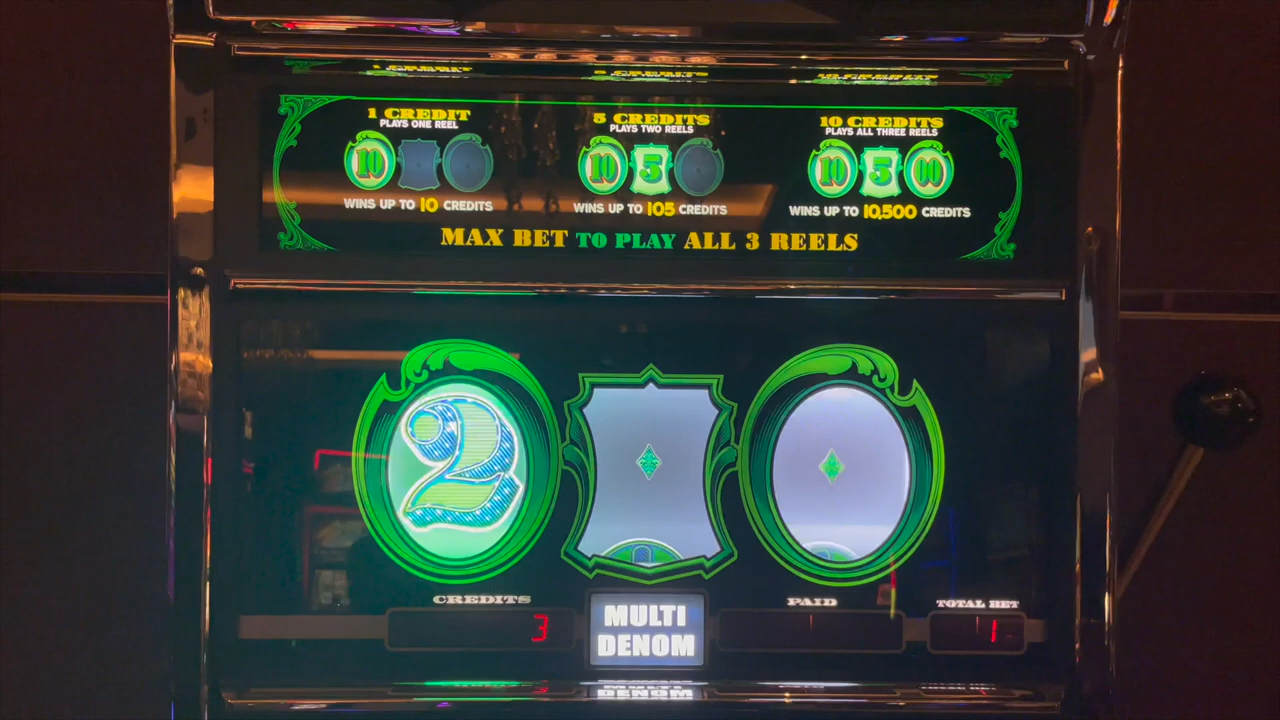 1 CREDIT
PLAYS ONE REEL
10
WINS UP TO 10 CREDITS
5 CREDITS
PLAYS TWO REELS
10 5
WINS UP TO 105 CREDITS
10 CREDITS
PLAYS ALL THREE REELS
10 5 00
WINS UP TO 10,500 CREDITS
MAX BET TO PLAY ALL 3 REELS
2
CREDITS
3
MULTI
DENOM
PAID
TOTAL BET
1